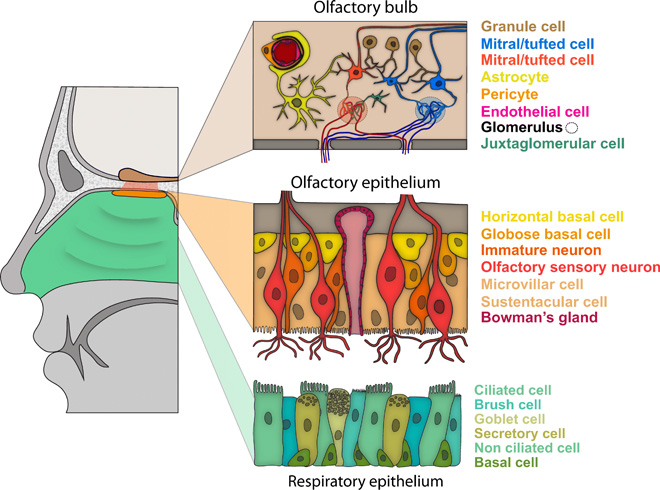 Olfactory bulb
Granule cell
Mitral/tufted cell
Mitral/tufted cell
Astrocyte
Pericyte
Endothelial cell
Glomerulus
Juxtaglomerular cell
Olfactory epithelium
Horizontal basal cell
Globose basal cell
Immature neuron
Olfactory sensory neuron
Microvillar cell
Sustentacular cell
Bowman's gland
Ciliated cell
Brush cell
Goblet cell
Secretory cell
Non ciliated cell
Basal cell
Respiratory epithelium